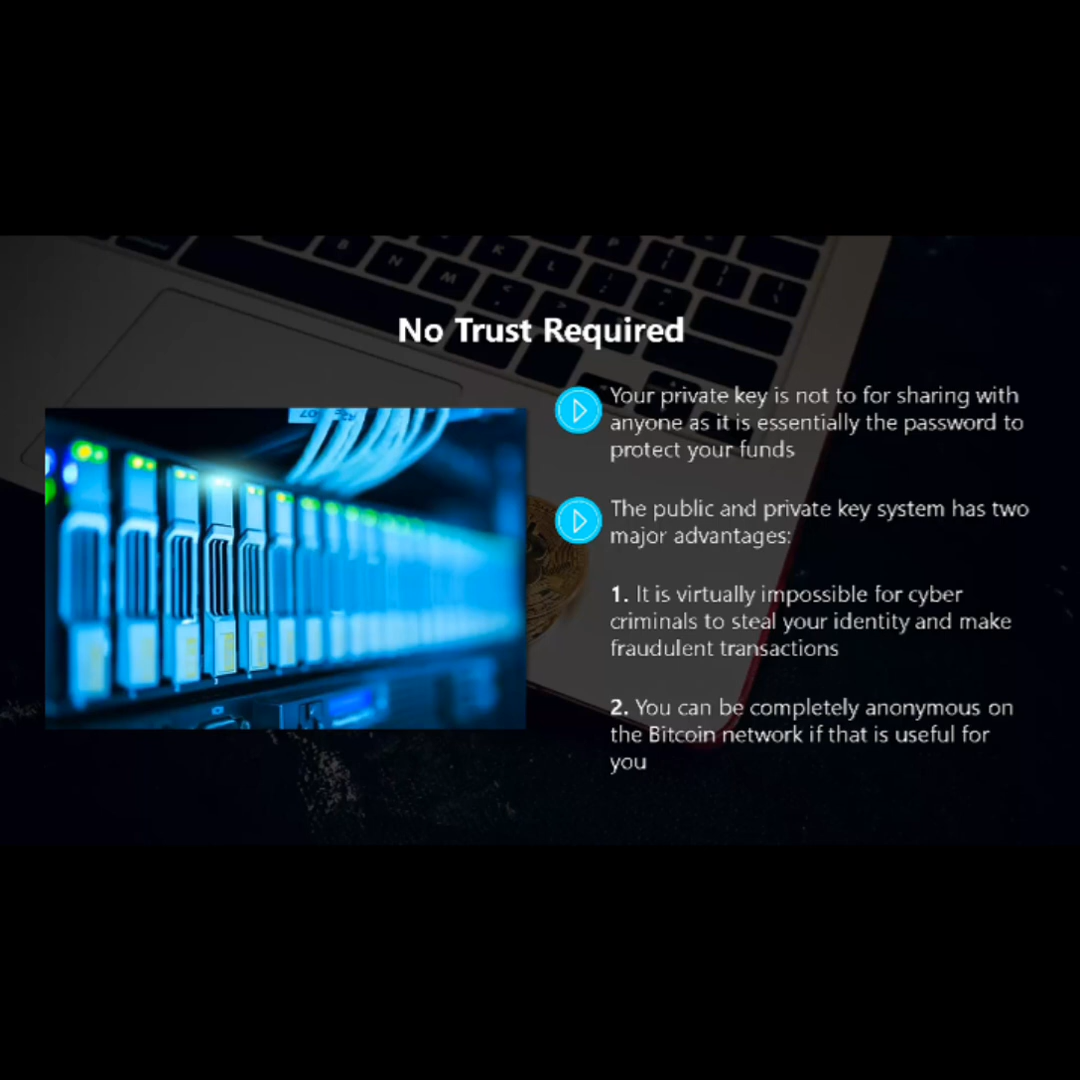 No Trust Required
Your private key is not to for sharing with
anyone as it is essentially the password to
protect your funds
The public and private key system has two
major advantages:
1. It is virtually impossible for cyber
criminals to steal your identity and make
fraudulent transactions
2. You can be completely anonymous on
the Bitcoin network if that is useful for
you